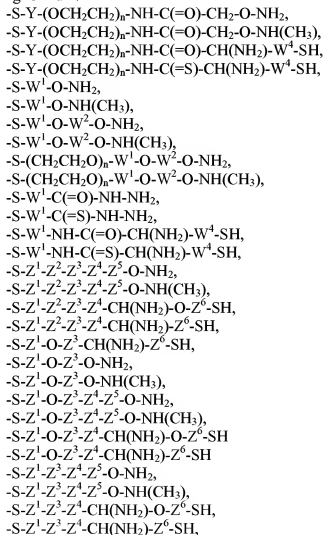 -S-Y-(OCH₂CH₂)ₙ-NH-C(=O)-CH₂-O-NH₂,
-S-Y-(OCH₂CH₂)ₙ-NH-C(=O)-CH₂-O-NH(CH₃),
-S-Y-(OCH₂CH₂)ₙ-NH-C(=O)-CH(NH₂)-W⁴-SH,
-S-Y-(OCH₂CH₂)ₙ-NH-C(=S)-CH(NH₂)-W⁴-SH,
-S-W¹-O-NH₂,
-S-W¹-O-NH(CH₃),
-S-W¹-O-W²-O-NH₂,
-S-W¹-O-W²-O-NH(CH₃),
-S-(CH₂CH₂O)ₙ-W¹-O-W²-O-NH₂,
-S-(CH₂CH₂O)ₙ-W¹-O-W²-O-NH(CH₃),
-S-W¹-C(=O)-NH-NH₂,
-S-W¹-C(=S)-NH-NH₂,
-S-W¹-NH-C(=O)-CH(NH₂)-W⁴-SH,
-S-W¹-NH-C(=S)-CH(NH₂)-W⁴-SH,
-S-Z¹-Z²-Z³-Z⁴-Z⁵-O-NH₂,
-S-Z¹-Z²-Z³-Z⁴-Z⁵-O-NH(CH₃),
-S-Z¹-Z²-Z³-Z⁴-CH(NH₂)-O-Z⁶-SH,
-S-Z¹-Z²-Z³-Z⁴-CH(NH₂)-Z⁶-SH,
-S-Z¹-O-Z³-CH(NH₂)-Z⁶-SH,
-S-Z¹-O-Z³-O-NH₂,
-S-Z¹-O-Z³-O-NH(CH₃),
-S-Z¹-O-Z³-Z⁴-Z⁵-O-NH₂,
-S-Z¹-O-Z³-Z⁴-Z⁵-O-NH(CH₃),
-S-Z¹-O-Z³-Z⁴-CH(NH₂)-O-Z⁶-SH
-S-Z¹-O-Z³-Z⁴-CH(NH₂)-Z⁶-SH
-S-Z¹-Z³-Z⁴-Z⁵-O-NH₂,
-S-Z¹-Z³-Z⁴-Z⁵-O-NH(CH₃),
-S-Z¹-Z³-Z⁴-CH(NH₂)-O-Z⁶-SH,
-S-Z¹-Z³-Z⁴-CH(NH₂)-Z⁶-SH,